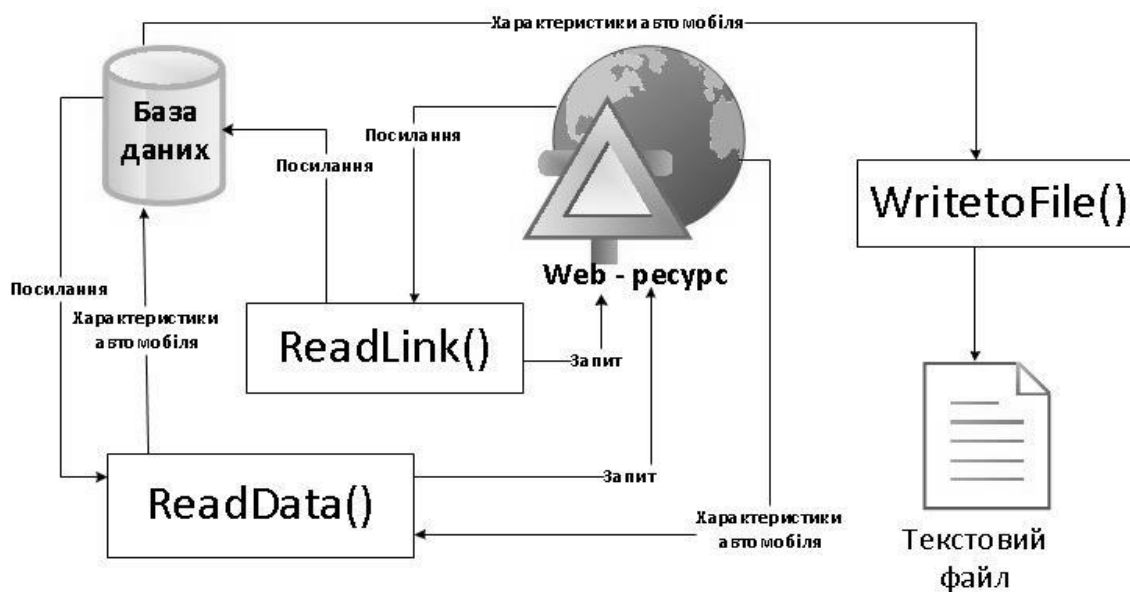 Характеристики автомобіля
База
даних
Посилання
Посилання
Web - ресурс
WritetoFile()
Посилання
Характеристики
автомобіля
ReadLink()
Запит
ReadData()
Запит
Характеристики
автомобіля
Текстовий
файл